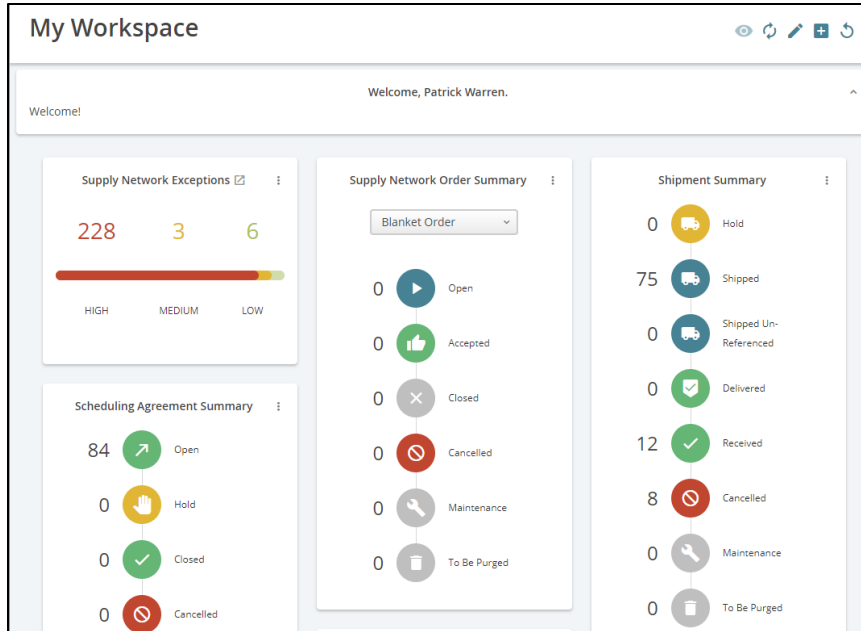 My Workspace
Welcome, Patrick Warren.
Welcome!
Supply Network Exceptions
228 3 6
HIGH MEDIUM LOW
Scheduling Agreement Summary
84 Open
0 Hold
0 Closed
0 Cancelled
Supply Network Order Summary
Blanket Order
0 Open
0 Accepted
0 Closed
0 Cancelled
0 Maintenance
0 To Be Purged
Shipment Summary
0 Hold
75 Shipped
0 Shipped Un-
Referenced
0 Delivered
12 Received
8 Cancelled
0 Maintenance
0 To Be Purged